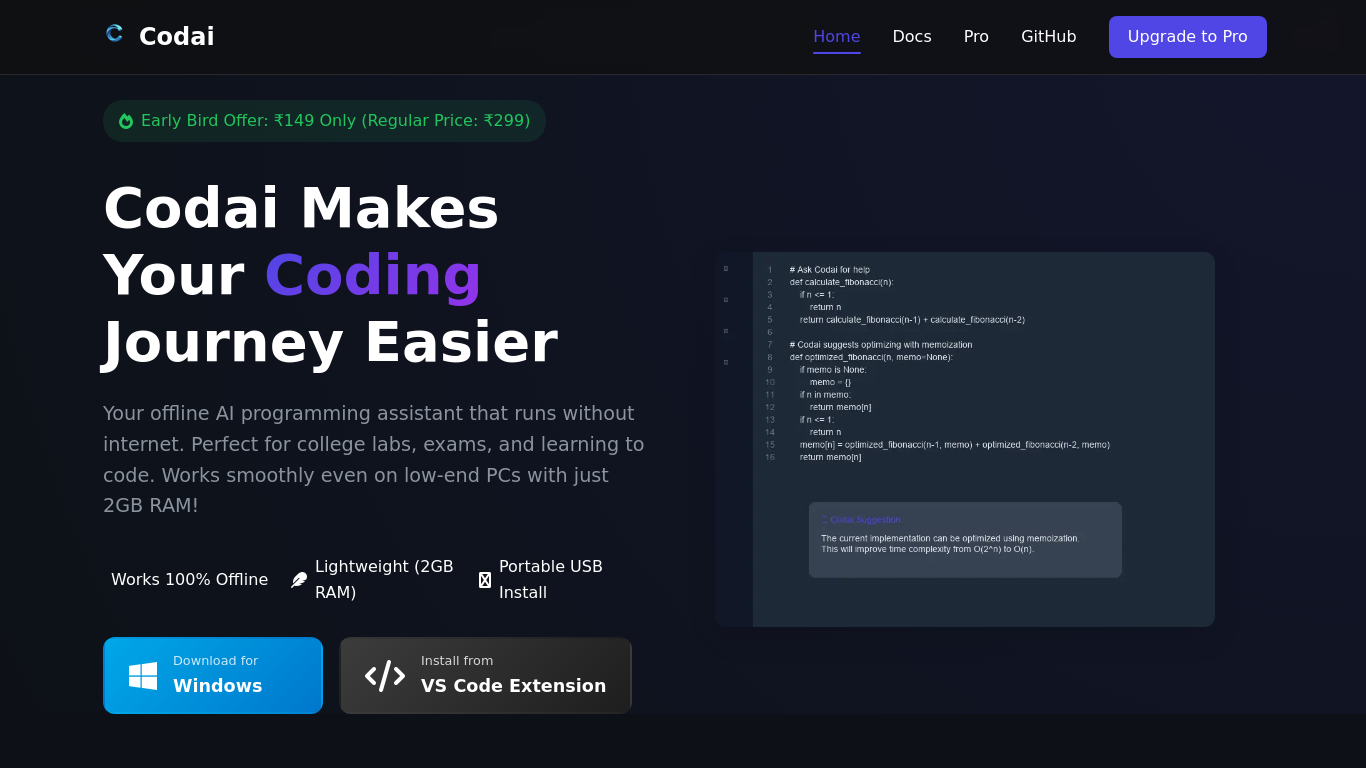 Codai
Home
Docs
Pro
GitHub
Upgrade to Pro
Early Bird Offer: ₹149 Only (Regular Price: ₹299)
Codai Makes
Your Coding
Journey Easier
Your offline AI programming assistant that runs without
internet. Perfect for college labs, exams, and learning to
code. Works smoothly even on low-end PCs with just
2GB RAM!
Works 100% Offline
Lightweight (2GB
RAM)
Portable USB
Install
Download for
Windows
Install from
VS Code Extension
1 # Ask Codai for help
2 def calculate_fibonacci(n):
3 if n <= 1:
4 return n
5 return calculate_fibonacci(n-1) + calculate_fibonacci(n-2)
6
7 # Codai suggests optimizing with memoization
8 def optimized_fibonacci(n, memo=None):
9 if memo is None:
10 memo = {}
11 if n in memo:
12 return memo[n]
13 if n <= 1:
14 return n
15 memo[n] = optimized_fibonacci(n-1, memo) + optimized_fibonacci(n-2, memo)
16 return memo[n]
Codai Suggestion
The current implementation can be optimized using memoization.
This will improve time complexity from O(2^n) to O(n).